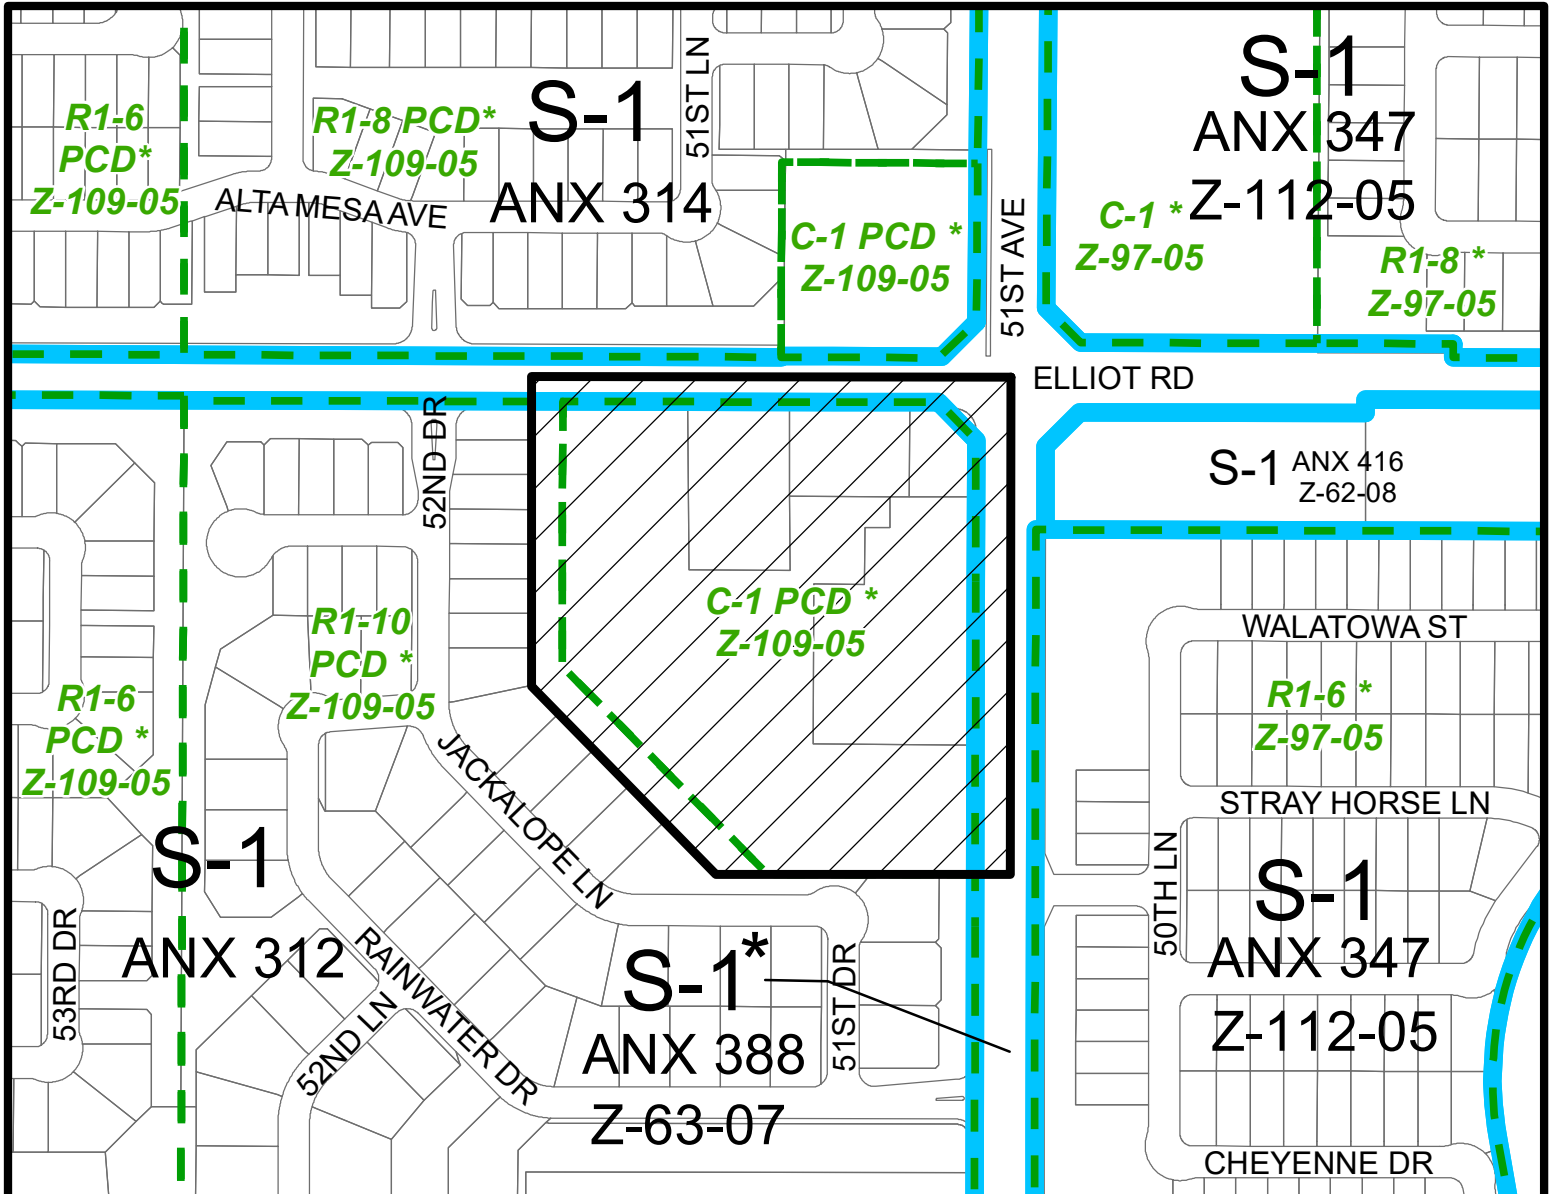 S-1
ANX 347
Z-112-05
R1-6
PCD*
Z-109-05
R1-8 PCD*
Z-109-05
S-1
ANX 314
51ST LN
ALTA MESA AVE
C-1 PCD *
Z-109-05
51ST AVE
C-1 *
Z-97-05
R1-8 *
Z-97-05
ELLIOT RD
52ND DR
S-1
ANX 416
Z-62-08
C-1 PCD *
Z-109-05
R1-10
PCD *
Z-109-05
WALATOWA ST
R1-6
PCD *
Z-109-05
R1-6 *
Z-97-05
JACKALOPE LN
STRAY HORSE LN
S-1
ANX 312
50TH LN
S-1
ANX 347
Z-112-05
53RD DR
RAINWATER DR
52ND LN
S-1*
ANX 388
Z-63-07
51ST DR
CHEYENNE DR